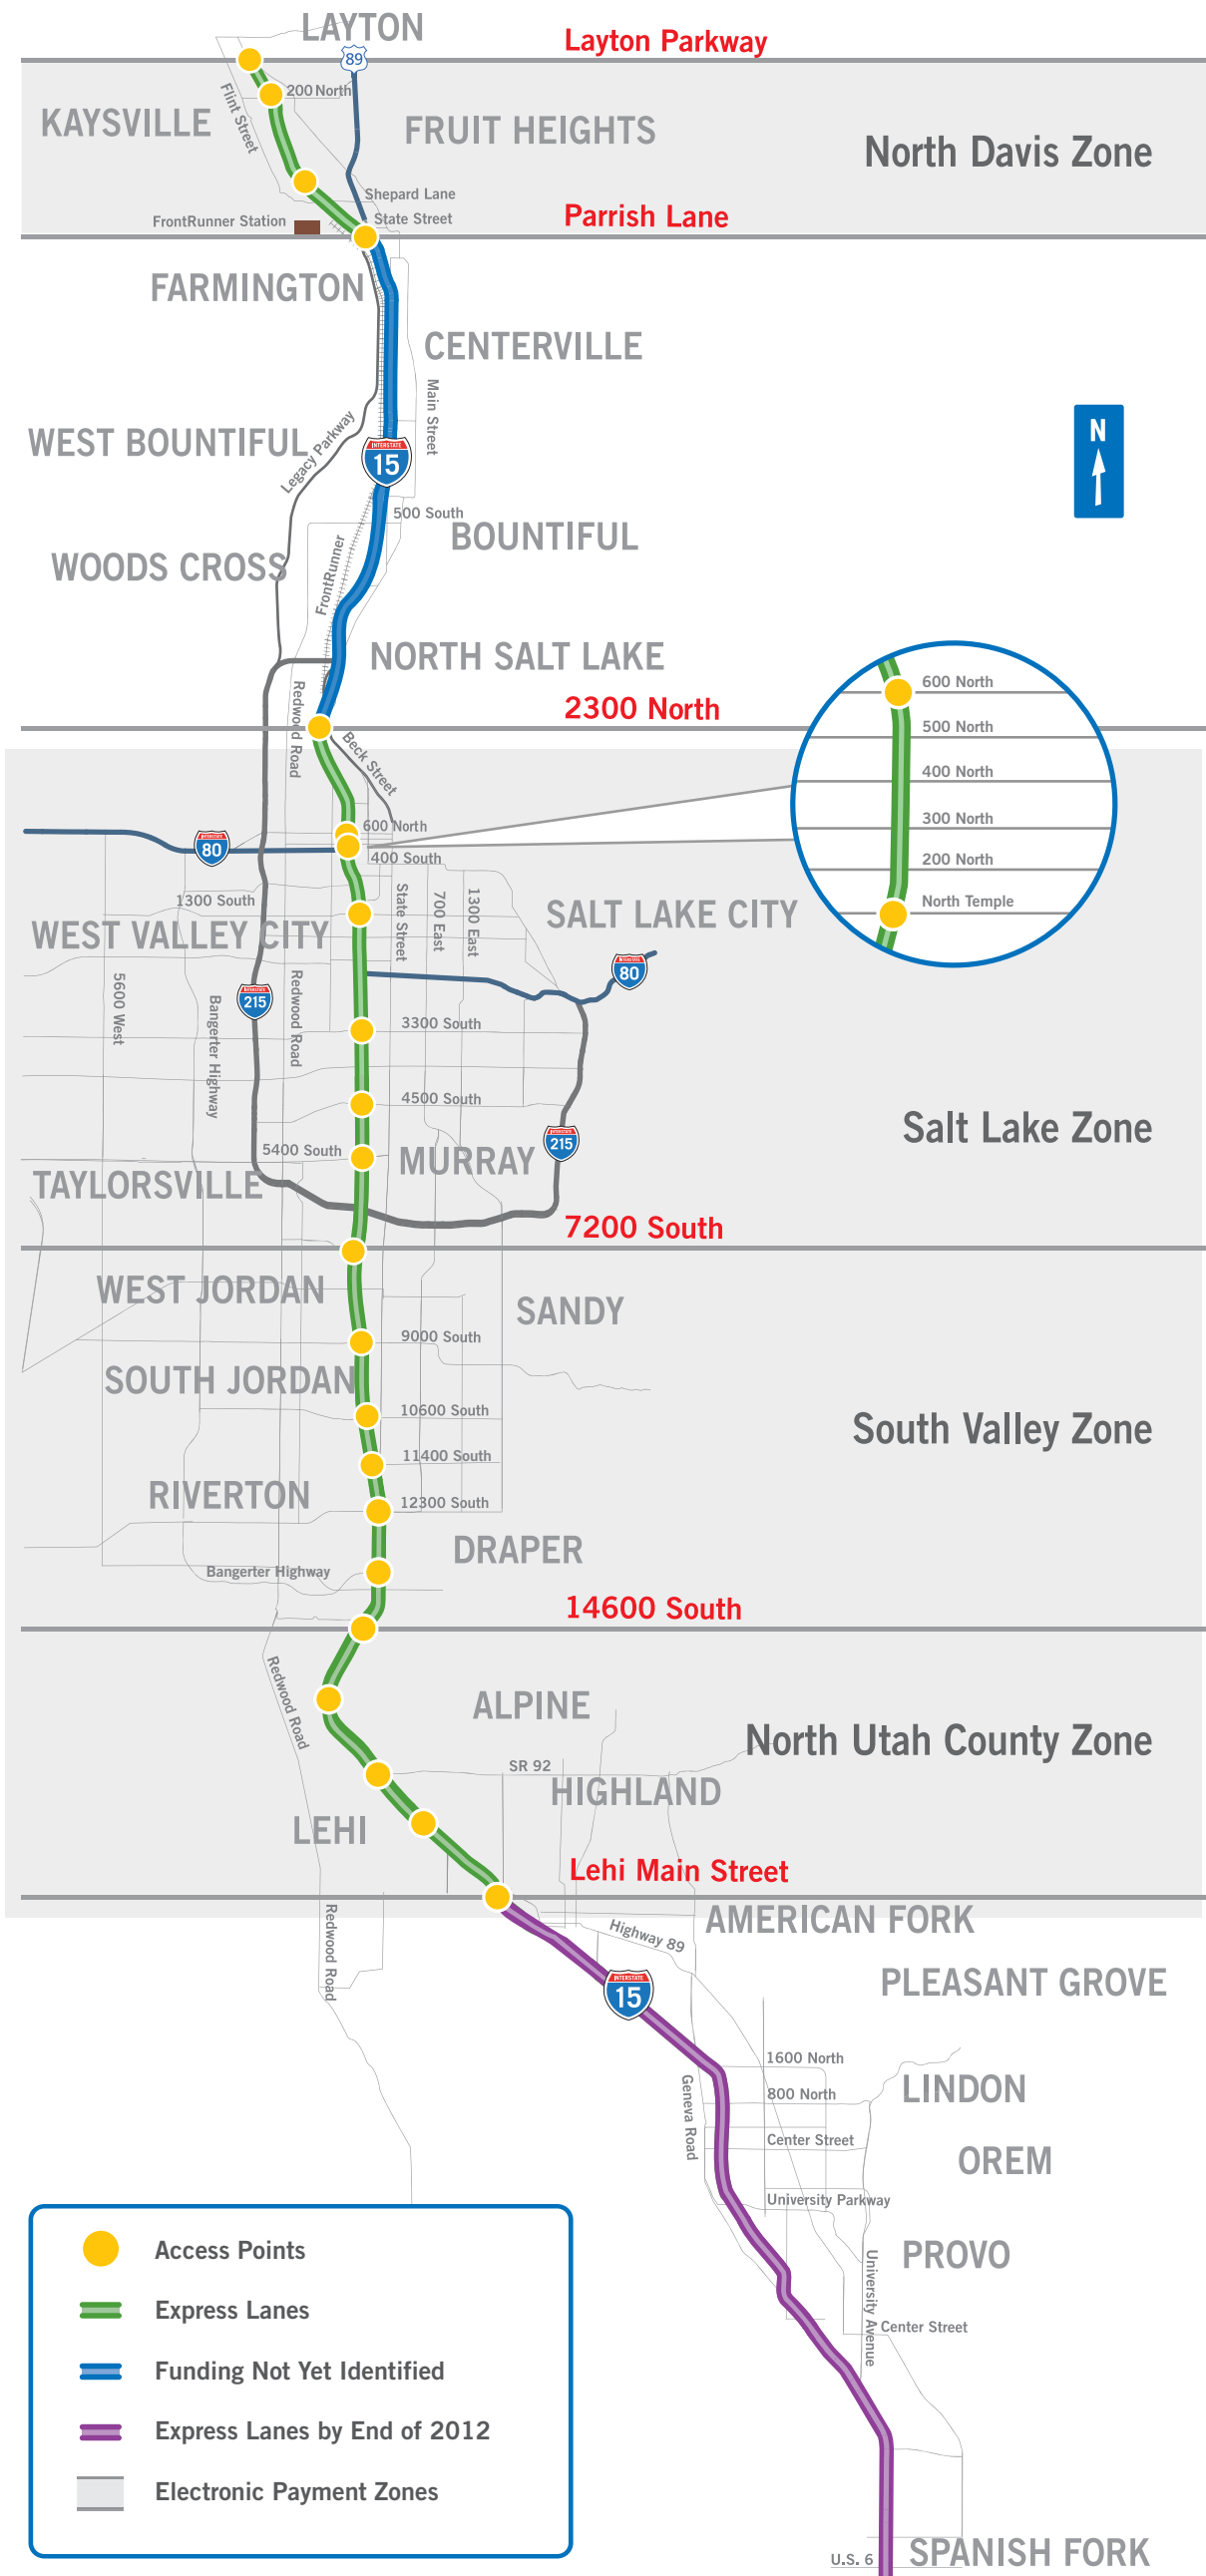 LAYTON
Layton Parkway
89
200 North
KAYSVILLE
Flint Street
FRUIT HEIGHTS
North Davis Zone
Shepard Lane
FrontRunner Station
State Street
Parrish Lane
FARMINGTON
CENTERVILLE
Main Street
N
WEST BOUNTIFUL
Legacy Parkway
INTERSTATE
15
500 South
BOUNTIFUL
WOODS CROSS
FrontRunner
NORTH SALT LAKE
Redwood Road
2300 North
Beck Street
600 North
500 North
400 North
300 North
200 North
North Temple
600 North
INTERSTATE
80
400 South
1300 South
State Street
700 East
1300 East
SALT LAKE CITY
WEST VALLEY CITY
INTERSTATE
80
5600 West
Bangerter Highway
INTERSTATE
215
Redwood Road
3300 South
4500 South
Salt Lake Zone
INTERSTATE
215
5400 South
MURRAY
TAYLORSVILLE
7200 South
WEST JORDAN
SANDY
9000 South
SOUTH JORDAN
10600 South
South Valley Zone
11400 South
RIVERTON
12300 South
DRAPER
Bangerter Highway
14600 South
Redwood Road
ALPINE
North Utah County Zone
SR 92
HIGHLAND
LEHI
Lehi Main Street
Redwood Road
AMERICAN FORK
Highway 89
PLEASANT GROVE
INTERSTATE
15
1600 North
Geneva Road
800 North
LINDON
Center Street
OREM
University Parkway
PROVO
University Avenue
Center Street
Access Points
Express Lanes
Funding Not Yet Identified
Express Lanes by End of 2012
Electronic Payment Zones
U.S. 6
SPANISH FORK